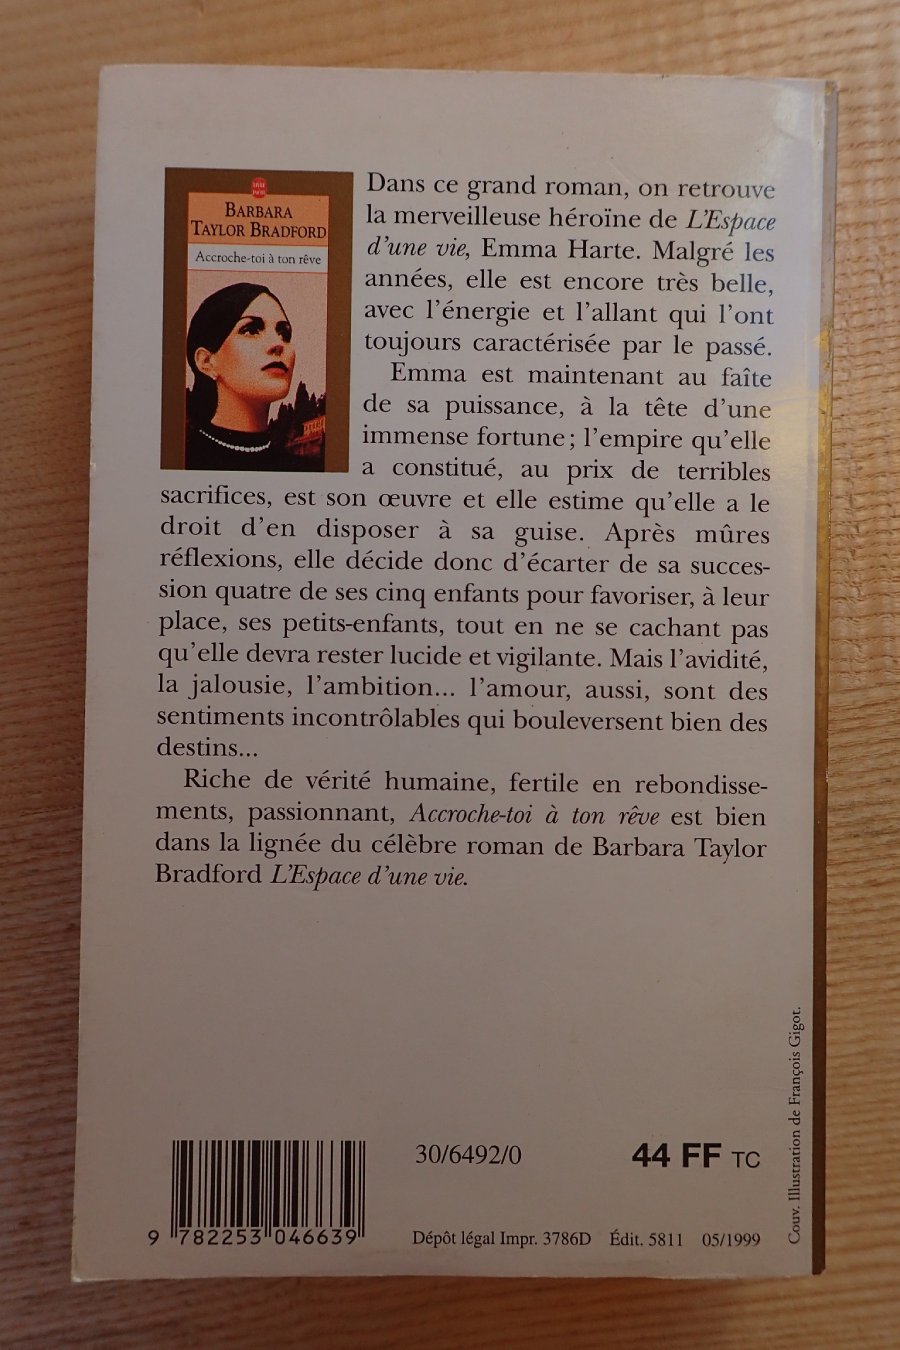 LIVRE
POCHE
BARBARA
TAYLOR BRADFORD
Accroche-toi à ton rêve
Dans ce grand roman, on retrouve
la merveilleuse héroïne de L'Espace
d'une vie, Emma Harte. Malgré les
années, elle est encore très belle,
avec l'énergie et l'allant qui l'ont
toujours caractérisée par le passé.
Emma est maintenant au faîte
de sa puissance, à la tête d'une
immense fortune ; l'empire qu'elle
a constitué, au prix de terribles
sacrifices, est son œuvre et elle estime qu'elle a le
droit d'en disposer à sa guise. Après mûres
réflexions, elle décide donc d'écarter de sa succes-
sion quatre de ses cinq enfants pour favoriser, à leur
place, ses petits-enfants, tout en ne se cachant pas
qu'elle devra rester lucide et vigilante. Mais l'avidité,
la jalousie, l'ambition... l'amour, aussi, sont des
sentiments incontrôlables qui bouleversent bien des
destins...
Riche de vérité humaine, fertile en rebondisse-
ments, passionnant, Accroche-toi à ton rêve est bien
dans la lignée du célèbre roman de Barbara Taylor
Bradford L'Espace d'une vie.
Couv. Illustration de François Gigot.
30/6492/0
44 FF TC
9 782253 046639
Dépôt légal Impr. 3786D Édit. 5811 05/1999